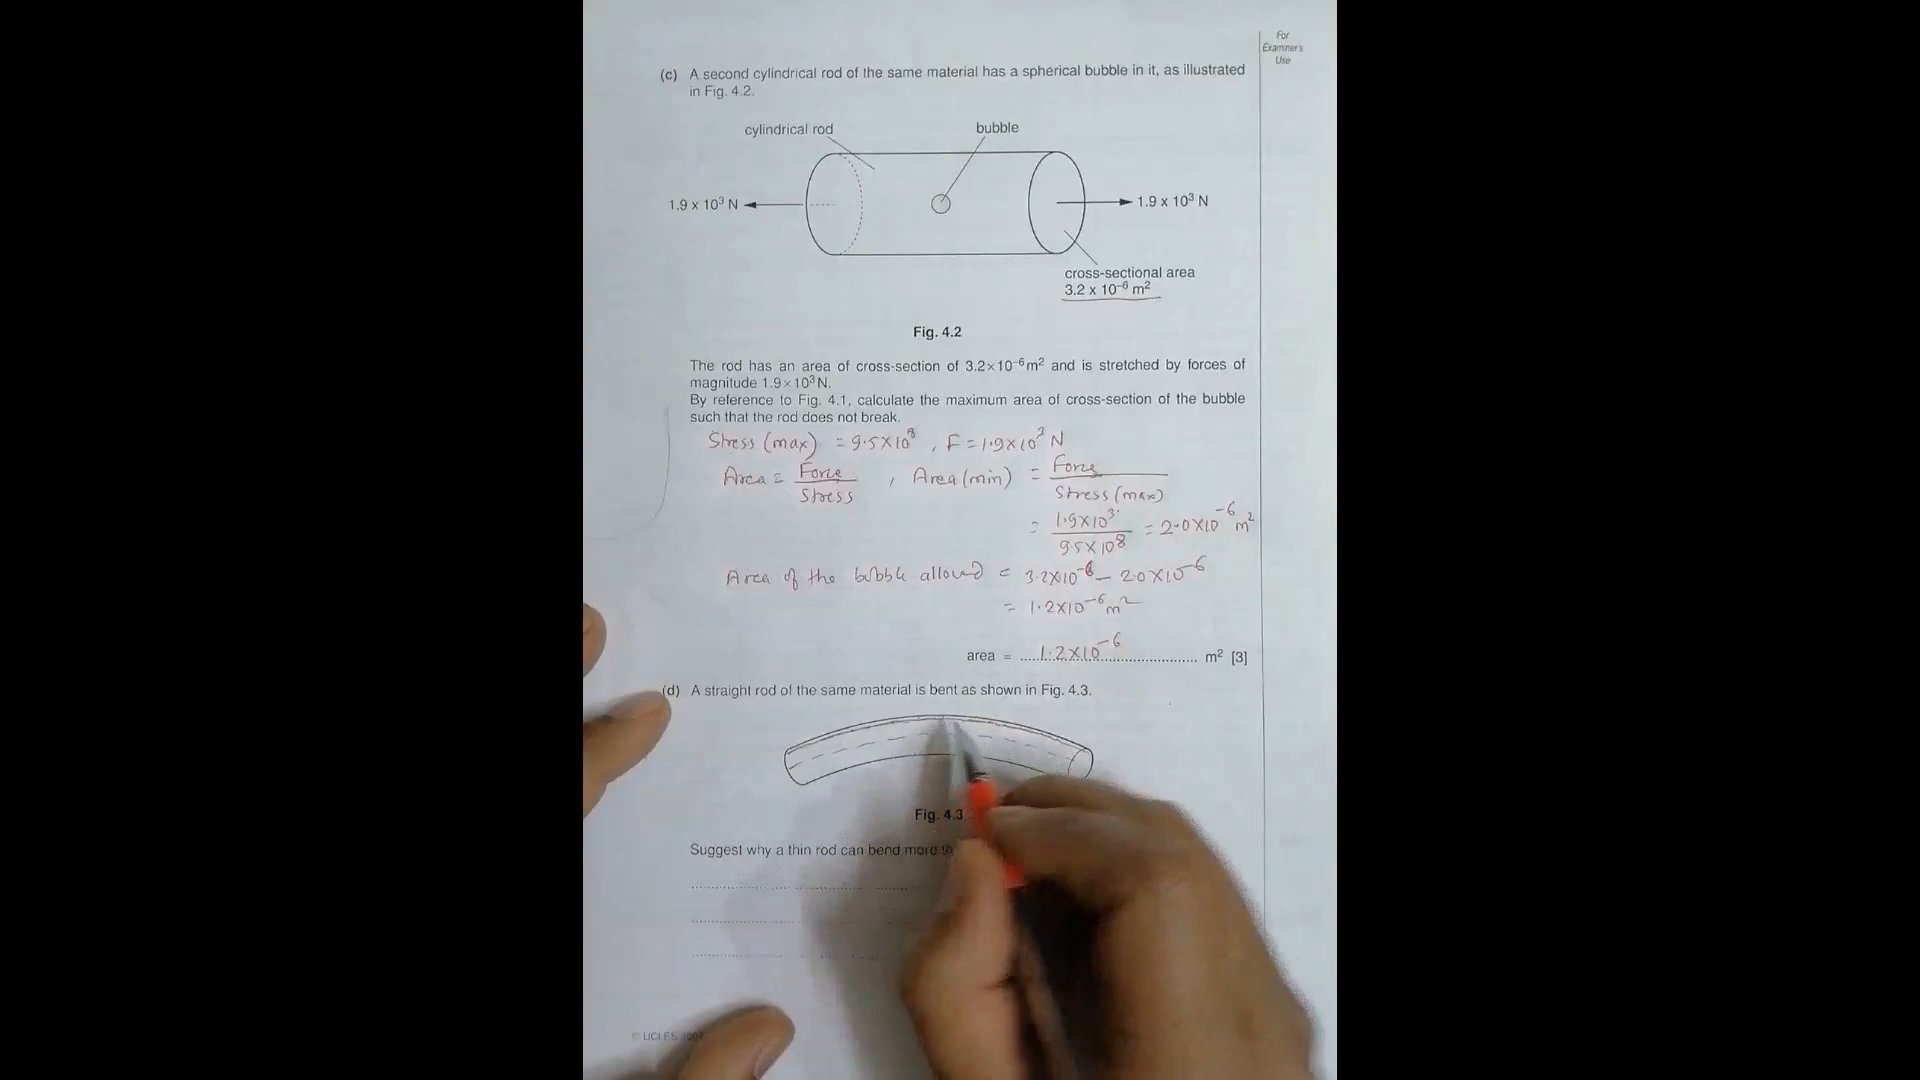 For
Examiner's
Use
(c) A second cylindrical rod of the same material has a spherical bubble in it, as illustrated
in Fig. 4.2.
cylindrical rod
bubble
1.9 x 10³ N
1.9 x 10³ N
cross-sectional area
3.2 x 10⁻⁶ m²
Fig. 4.2
The rod has an area of cross-section of 3.2×10⁻⁶ m² and is stretched by forces of
magnitude 1.9×10³ N.
By reference to Fig. 4.1, calculate the maximum area of cross-section of the bubble
such that the rod does not break.
Stress (max) = 9.5×10⁸ , F = 1.9×10³ N
Area = Force / Stress , Area (min) = Force / Stress (max)
= 1.9×10³ / 9.5×10⁸ = 2.0×10⁻⁶ m²
Area of the bubble allowed = 3.2×10⁻⁶ – 2.0×10⁻⁶
= 1.2×10⁻⁶ m²
area = 1.2×10⁻⁶ m² [3]
(d) A straight rod of the same material is bent as shown in Fig. 4.3.
Fig. 4.3
Suggest why a thin rod can bend more
© UCLES